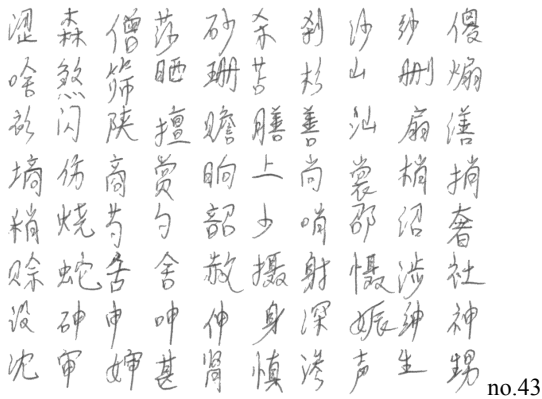 涩森僧莎砂杀刹沙纱傻
啥煞筛晒珊苫杉山删煽
衫闪陕擅赡膳善汕扇缮
墒伤商赏晌上尚裳梢捎
稍烧芍勺韶少哨邵绍奢
赊蛇舌舍赦摄射慑涉社
设砷申呻伸身深娠绅神
沈审婶甚肾慎渗声生甥 no.43